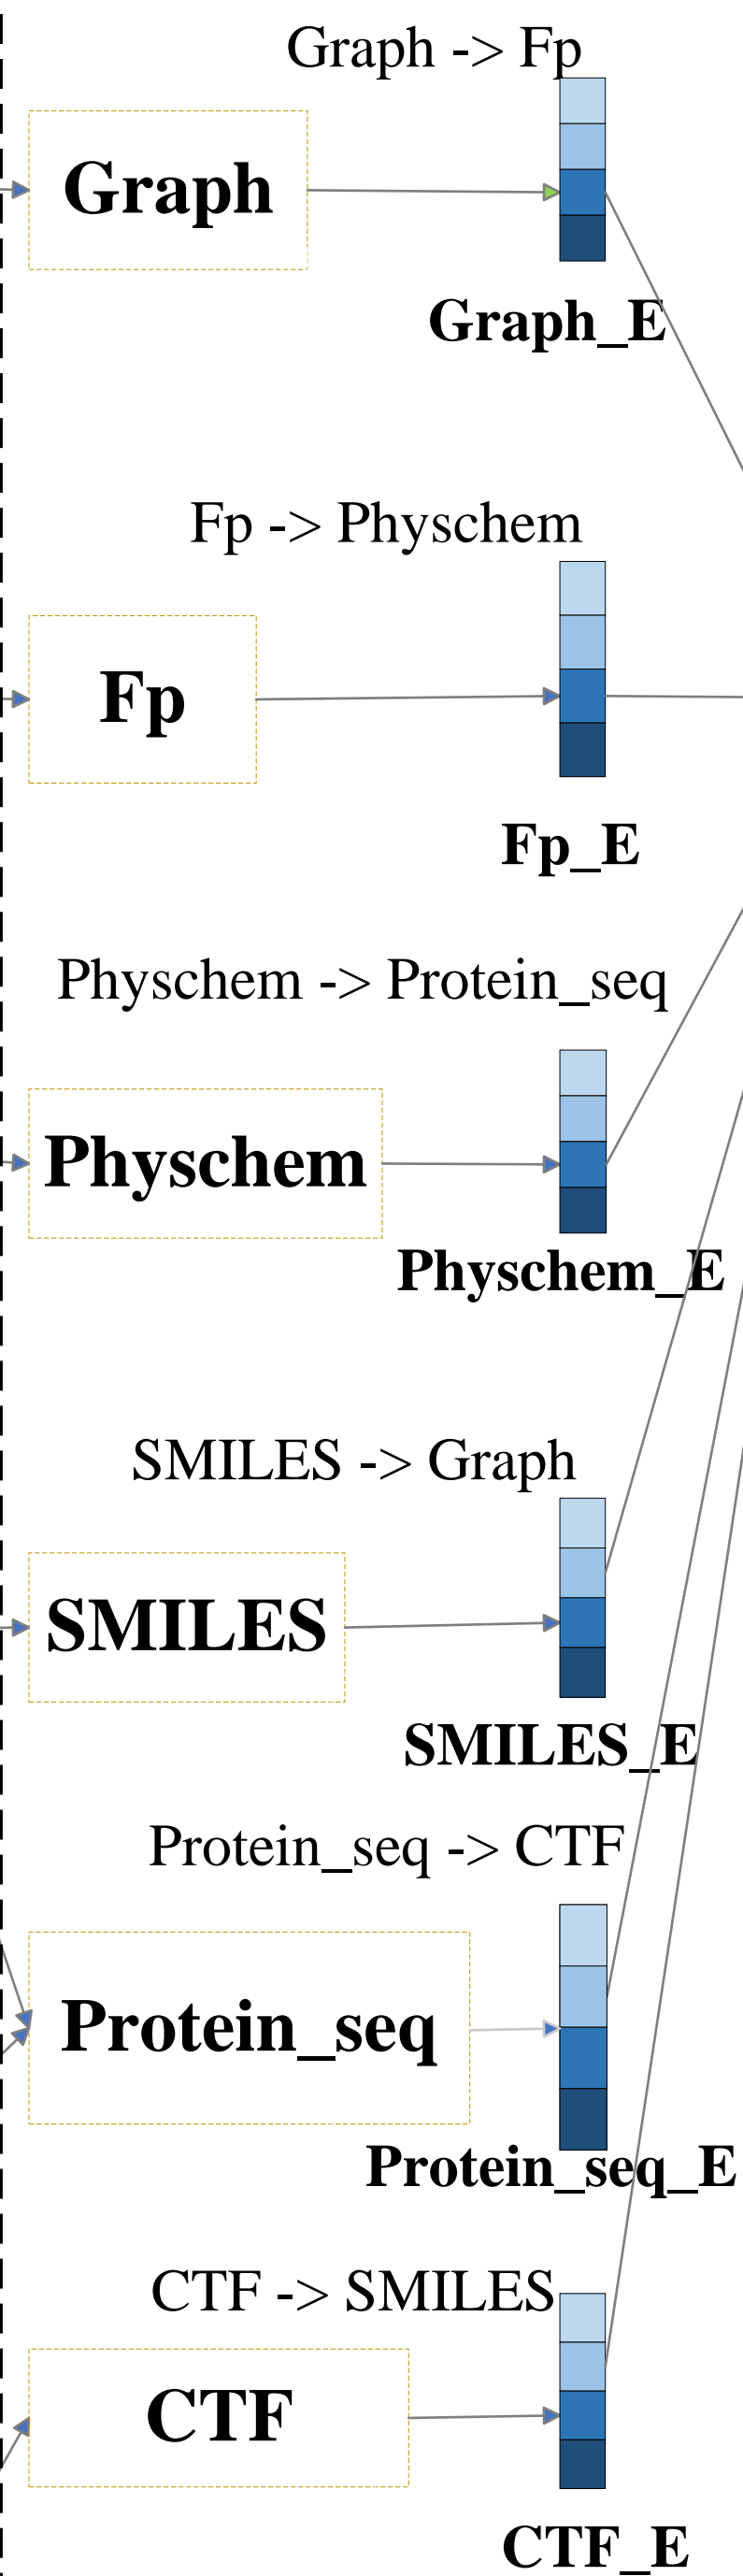 Graph -> Fp
Graph
Graph_E
Fp -> Physchem
Fp
Fp_E
Physchem -> Protein_seq
Physchem
Physchem_E
SMILES -> Graph
SMILES
SMILES_E
Protein_seq -> CTF
Protein_seq
Protein_seq_E
CTF -> SMILES
CTF
CTF_E